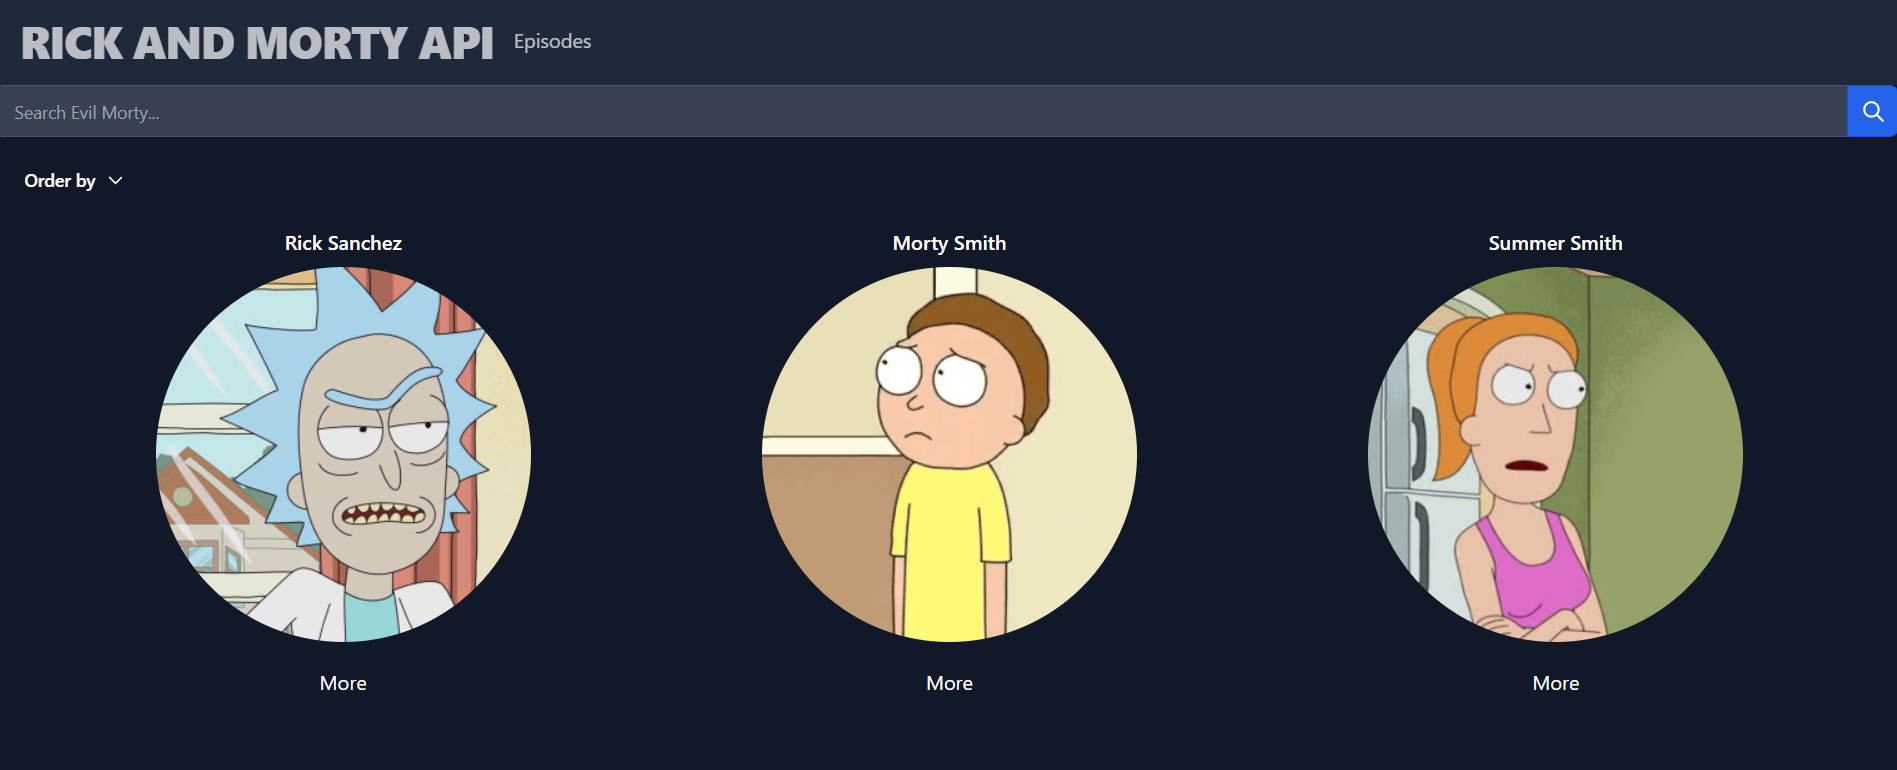 RICK AND MORTY API Episodes
Search Evil Morty...
Order by
Rick Sanchez Morty Smith Summer Smith
More More More